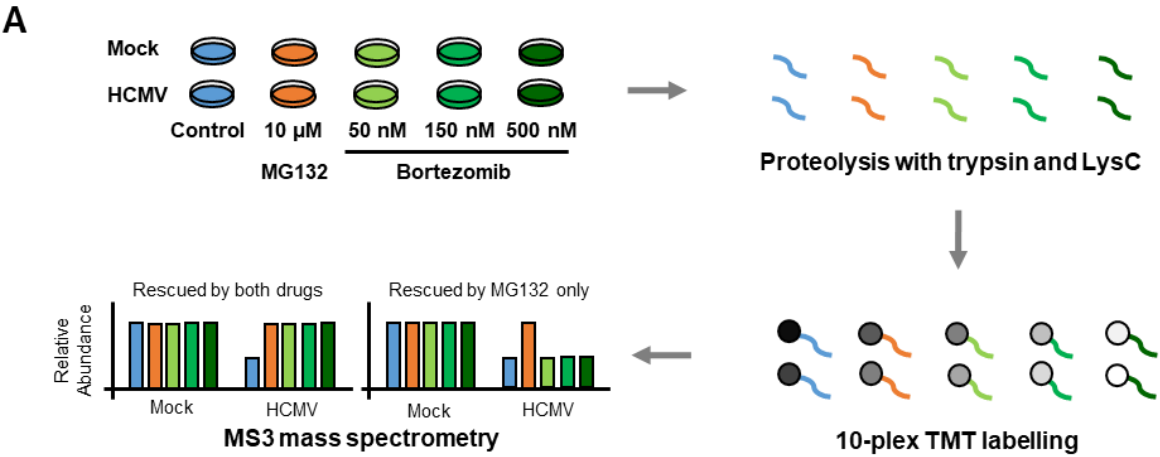 A
Mock
HCMV
Control 10 µM 50 nM 150 nM 500 nM
MG132 Bortezomib
Proteolysis with trypsin and LysC
10-plex TMT labelling
Rescued by both drugs Rescued by MG132 only
Relative
Abundance
Mock HCMV Mock HCMV
MS3 mass spectrometry